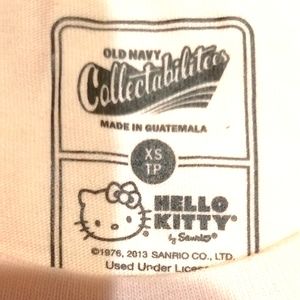 OLD NAVY
Collectabilitees
MADE IN GUATEMALA
XS
TP
HELLO
KITTY
by Sanrio
©1976, 2013 SANRIO CO., LTD.
Used Under